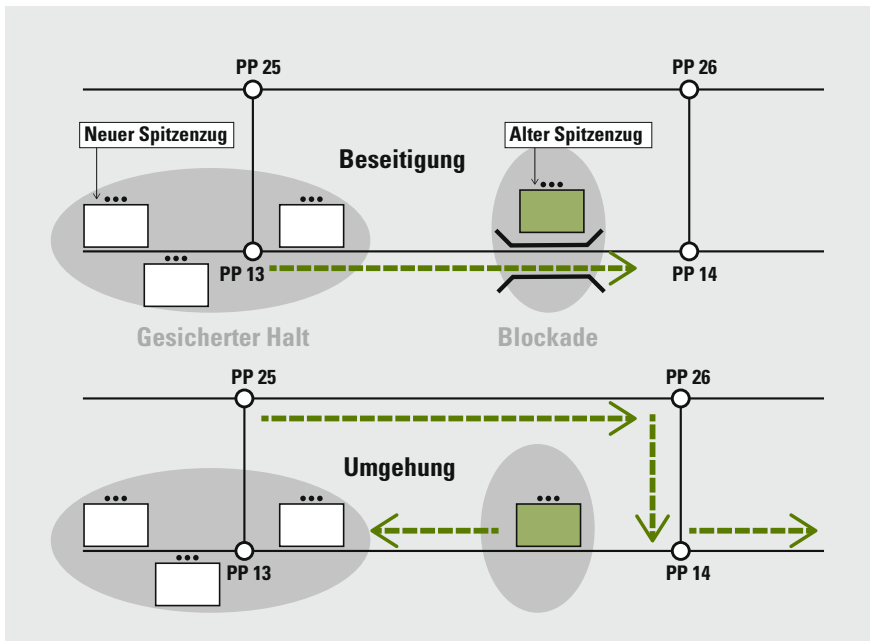 PP 25
PP 26
Neuer Spitzenzug
Alter Spitzenzug
Beseitigung
PP 13
PP 14
Gesicherter Halt
Blockade
PP 25
PP 26
Umgehung
PP 13
PP 14